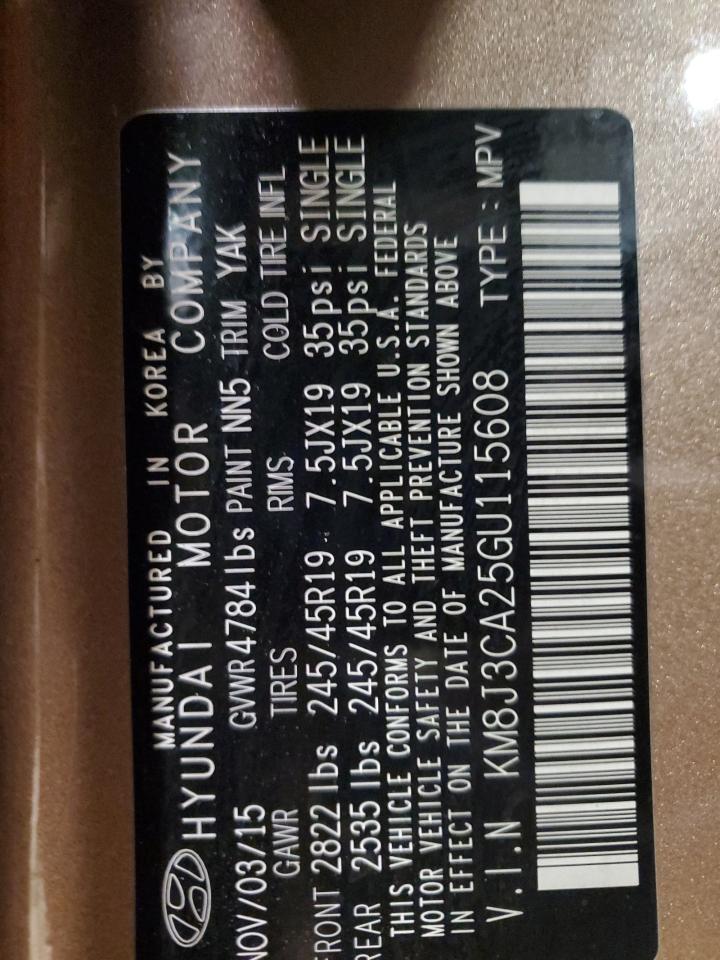 MANUFACTURED IN KOREA BY
HYUNDAI MOTOR COMPANY
NOV/03/15 GVWR 4784 lbs PAINT NN5 TRIM YAK
GAWR TIRES RIMS COLD TIRE INFL
FRONT 2822 lbs 245/45R19 7.5JX19 35psi SINGLE
REAR 2535 lbs 245/45R19 7.5JX19 35psi SINGLE
THIS VEHICLE CONFORMS TO ALL APPLICABLE U.S.A. FEDERAL
MOTOR VEHICLE SAFETY AND THEFT PREVENTION STANDARDS
IN EFFECT ON THE DATE OF MANUFACTURE SHOWN ABOVE
V.I.N KM8J3CA25GU115608 TYPE : MPV